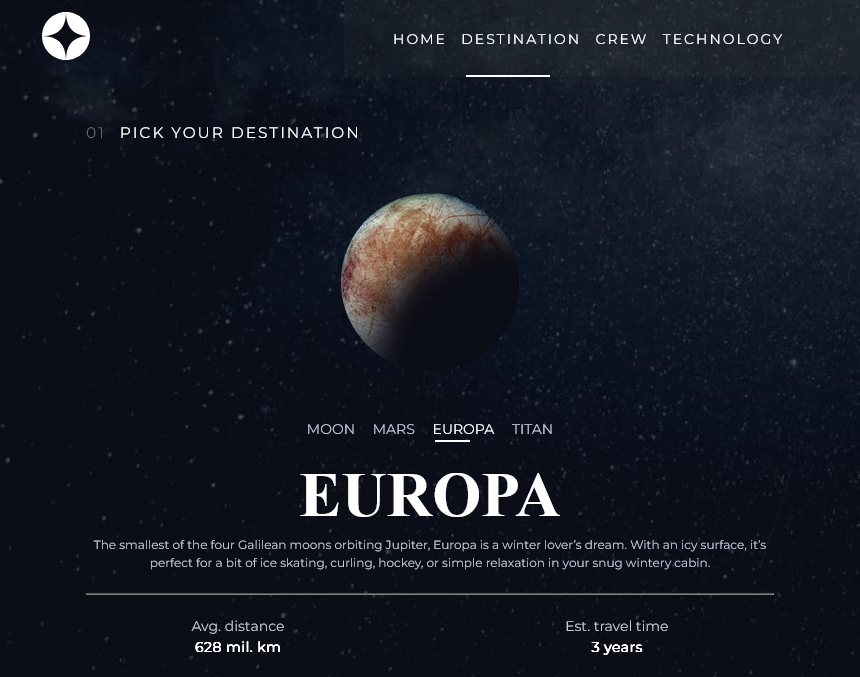 HOME DESTINATION CREW TECHNOLOGY
01 PICK YOUR DESTINATION
MOON MARS EUROPA TITAN
EUROPA
The smallest of the four Galilean moons orbiting Jupiter, Europa is a winter lover’s dream. With an icy surface, it’s
perfect for a bit of ice skating, curling, hockey, or simple relaxation in your snug wintery cabin.
Avg. distance Est. travel time
628 mil. km 3 years